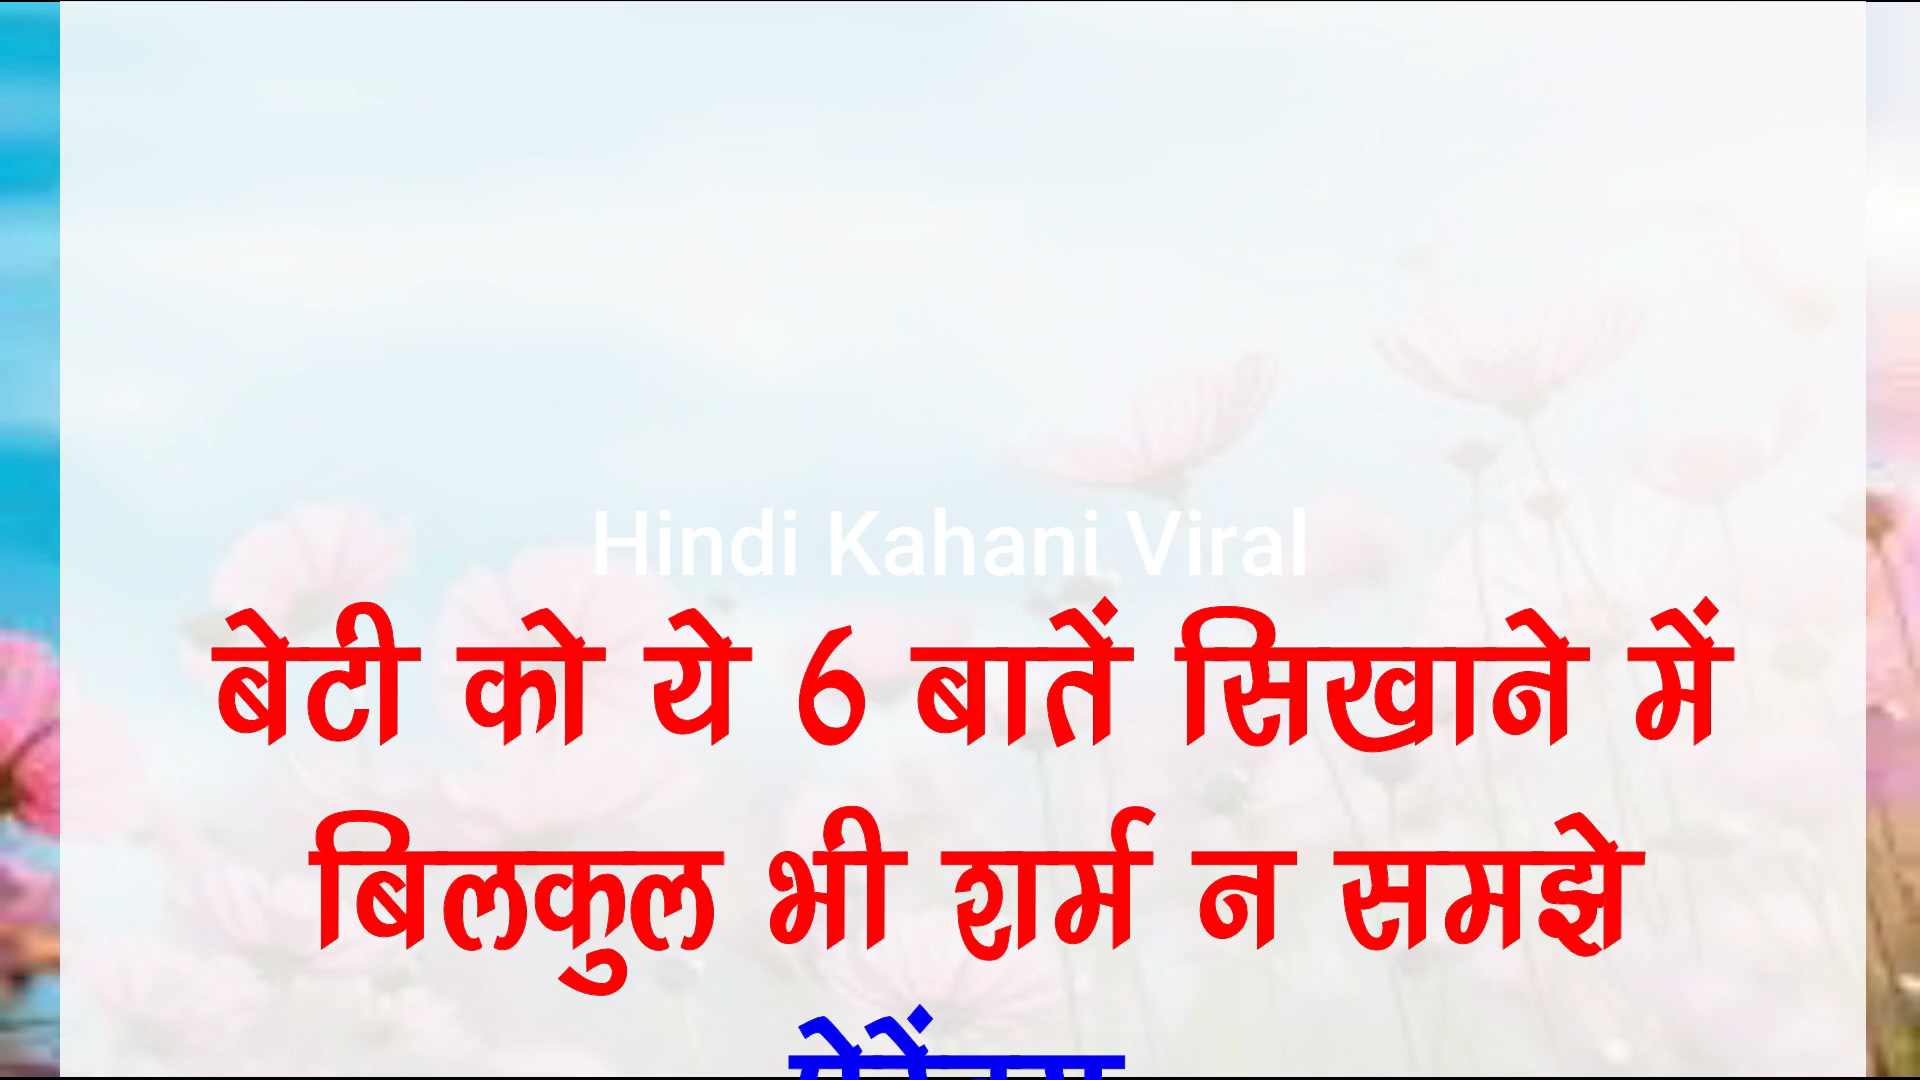 Hindi Kahani Viral
बेटी को ये 6 बातें सिखाने में
बिलकुल भी शर्म न समझे